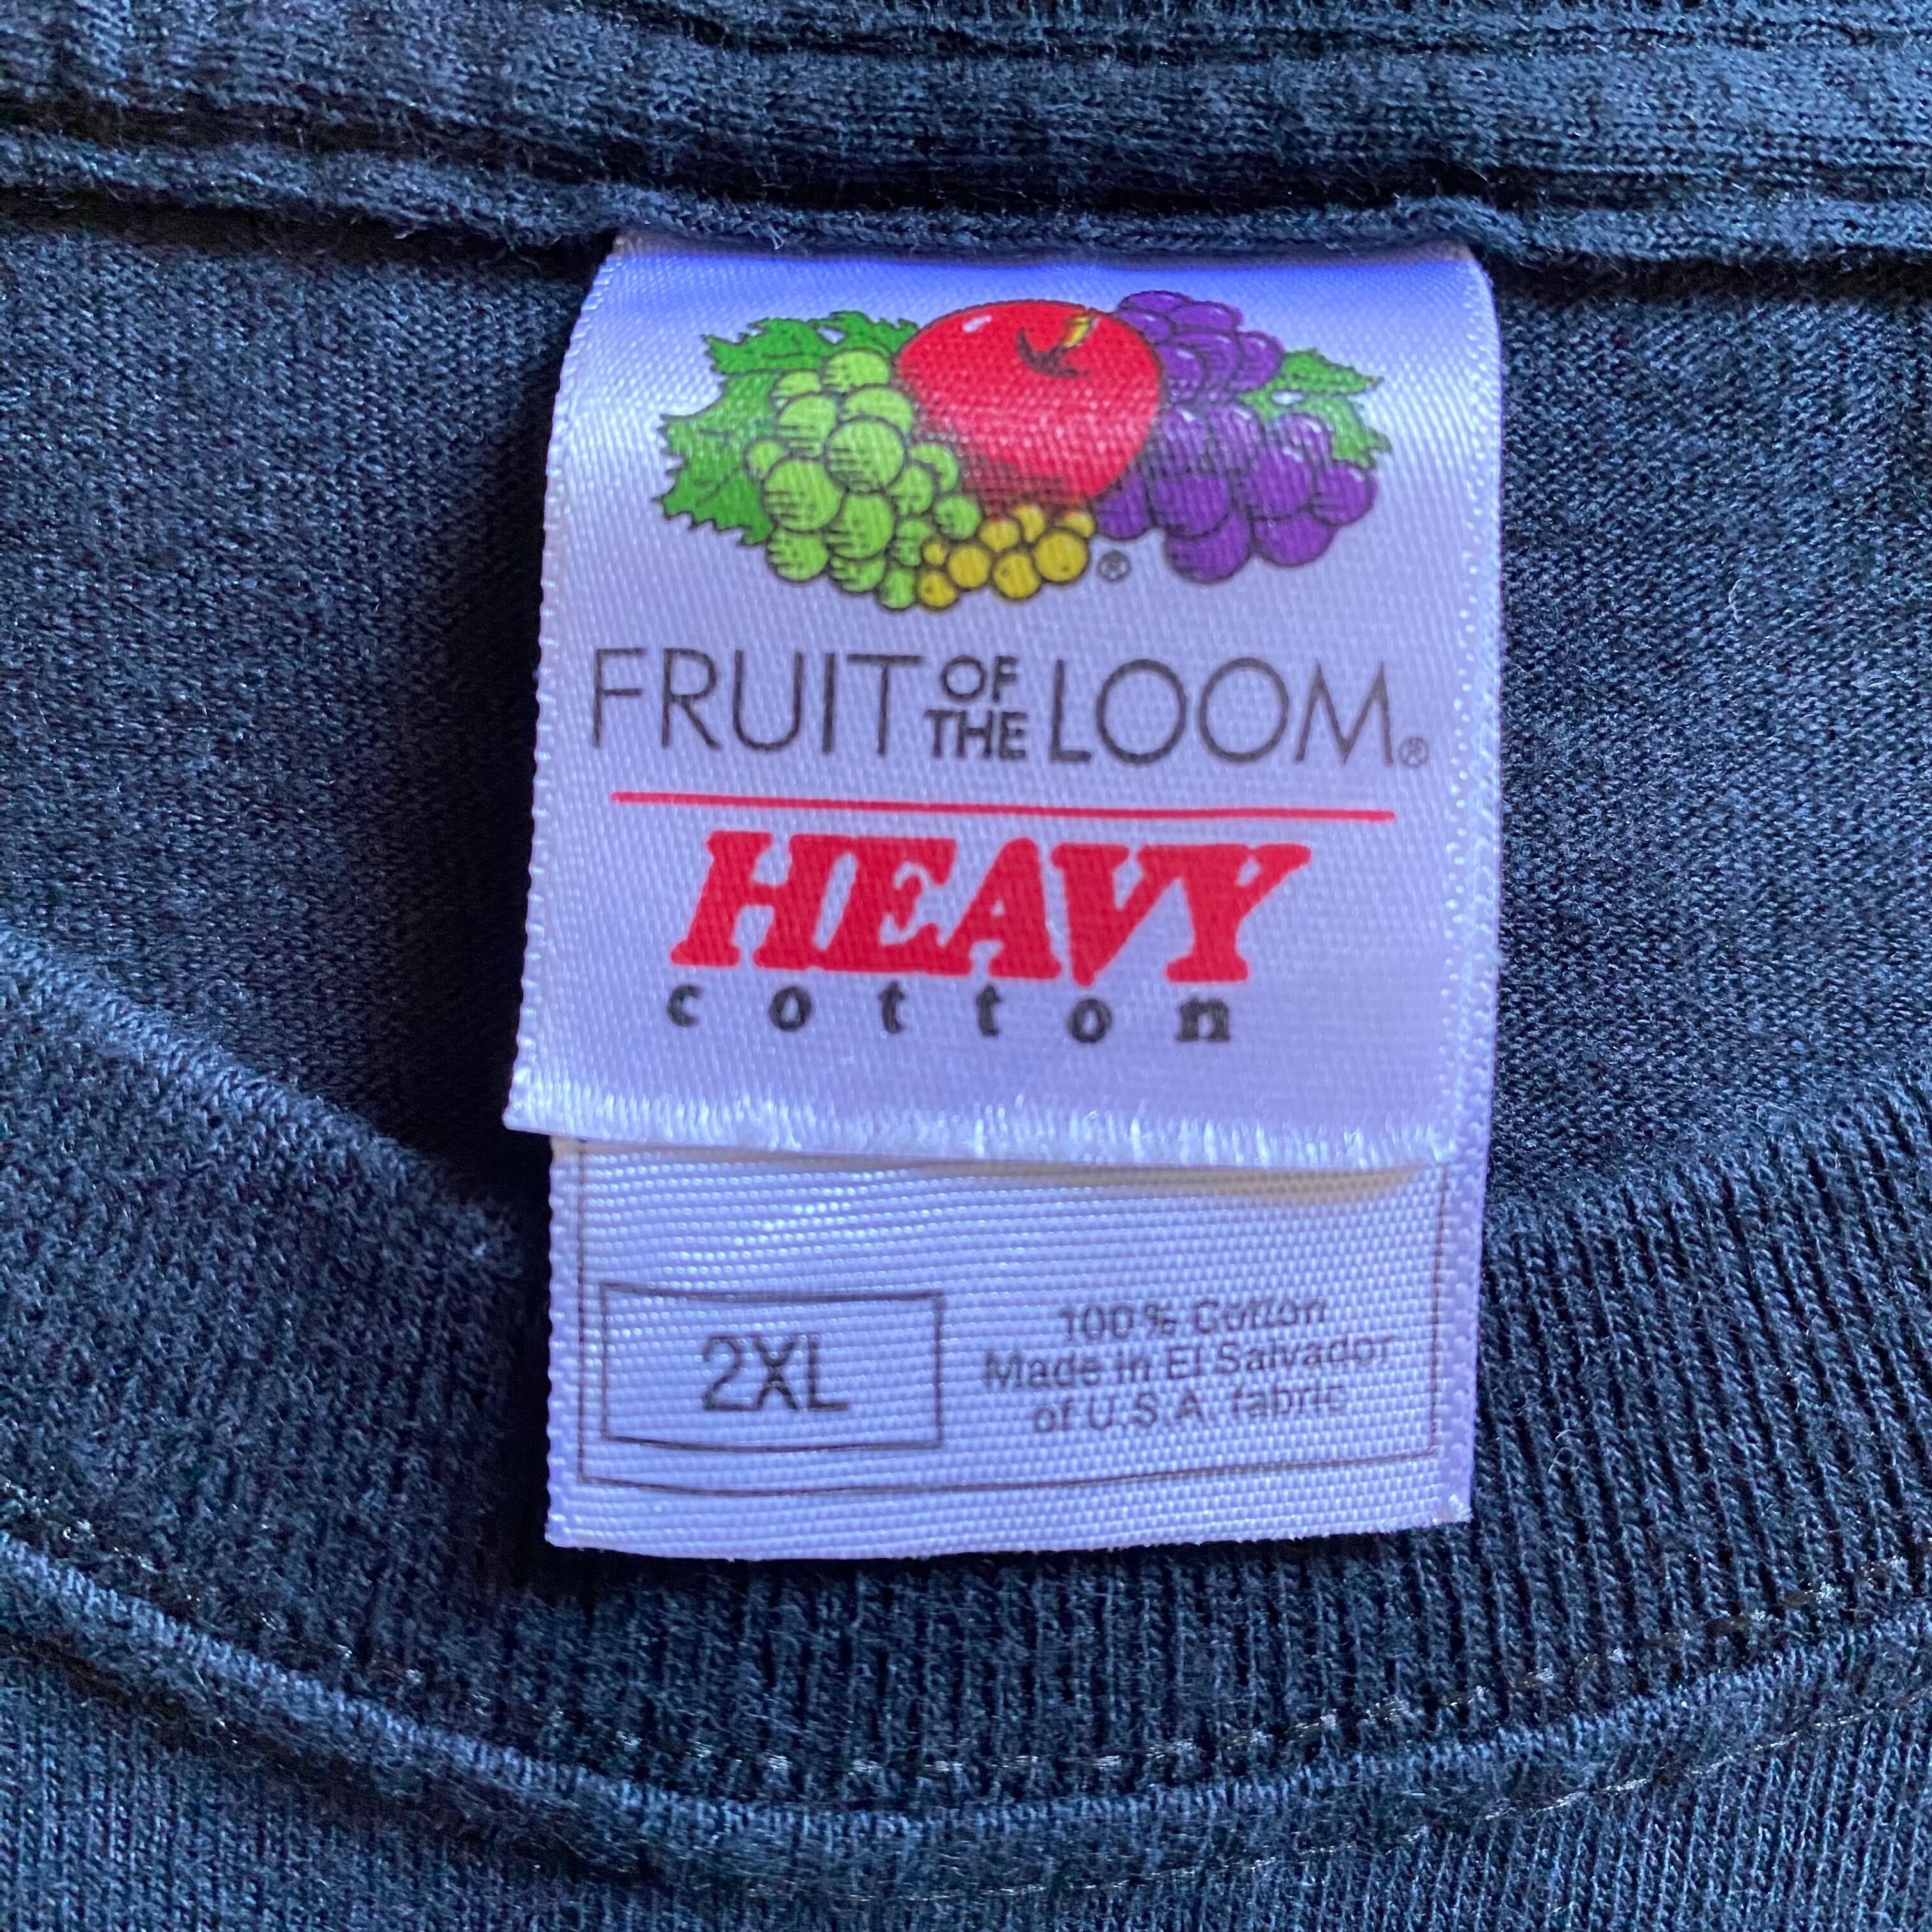 ®
FRUIT OF THE LOOM®
HEAVY
cotton
2XL
100% Cotton
Made in El Salvador
of U.S.A. fabric